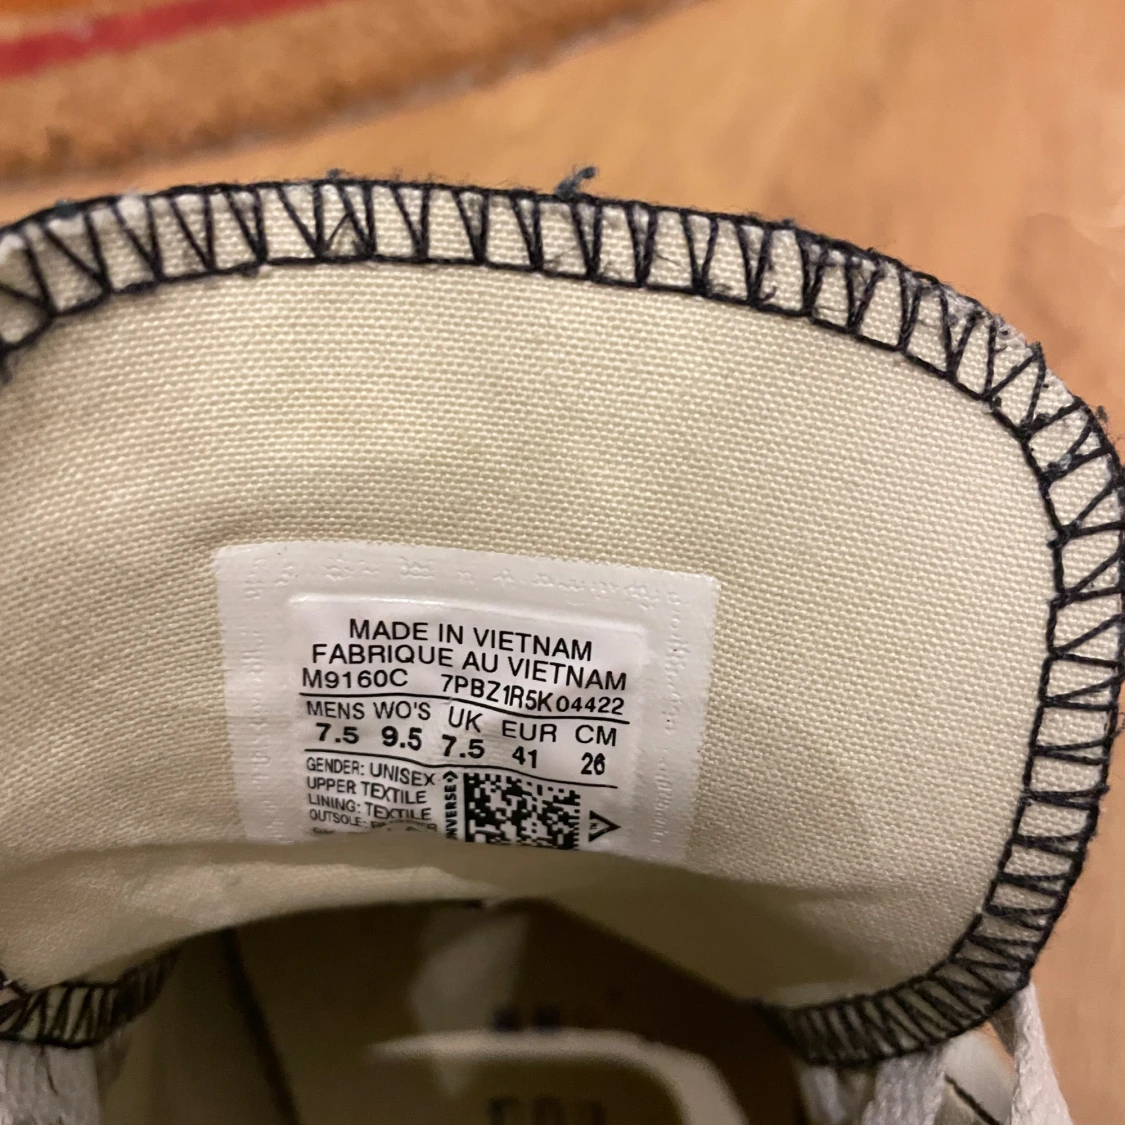 MADE IN VIETNAM
FABRIQUE AU VIETNAM
M9160C 7PBZ1R5K04422
MENS WO'S UK EUR CM
7.5 9.5 7.5 41 26
GENDER: UNISEX
UPPER TEXTILE
LINING: TEXTILE
OUTSOLE: